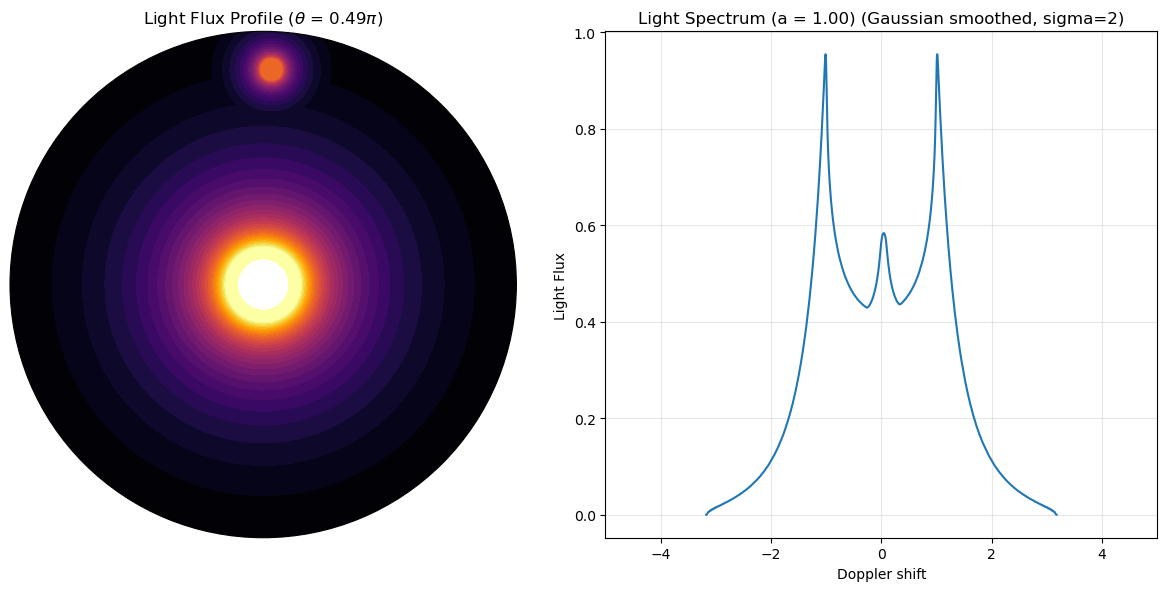 Light Flux Profile (θ = 0.49π)
Light Spectrum (a = 1.00) (Gaussian smoothed, sigma=2)
Light Flux
1.0
0.8
0.6
0.4
0.2
0.0
−4 −2 0 2 4
Doppler shift